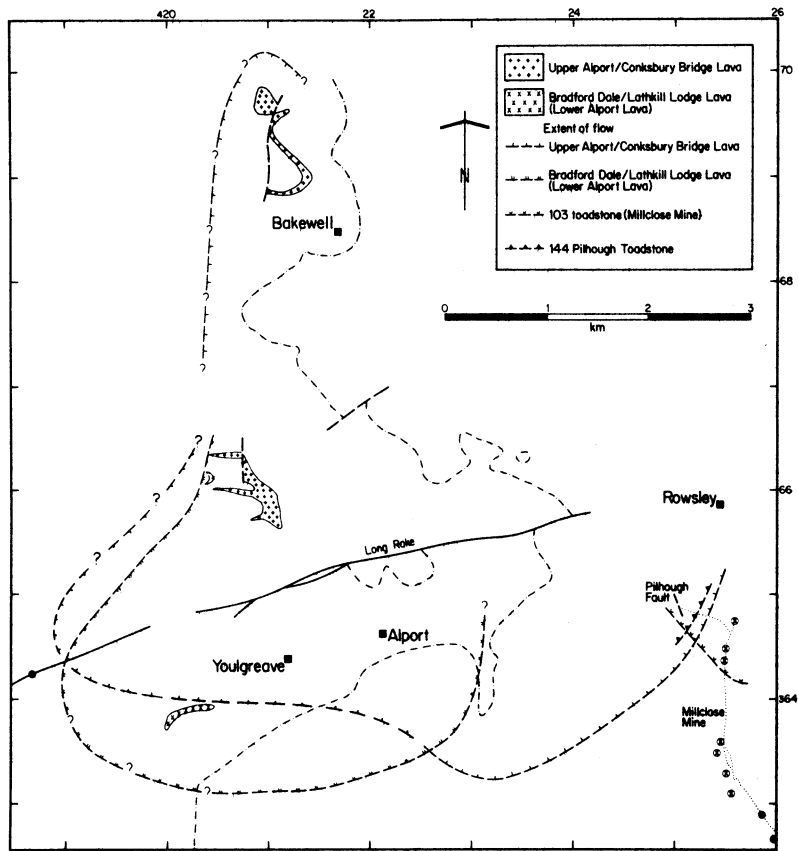 420 22 24 26
70
Upper Alport/Conksbury Bridge Lava
Bradford Dale/Lathkill Lodge Lava
(Lower Alport Lava)
Extent of flow
Upper Alport/Conksbury Bridge Lava
Bradford Dale/Lathkill Lodge Lava
(Lower Alport Lava)
103 toadstone (Millclose Mine)
144 Pilhough Toadstone
N
?
?
?
Bakewell
?
?
68
0 1 2 3
km
?
?
?
?
66
Rowsley
Long Rake
?
Pilhough
Fault
?
Alport
Youlgreave
364
Millclose
Mine
?
?
?